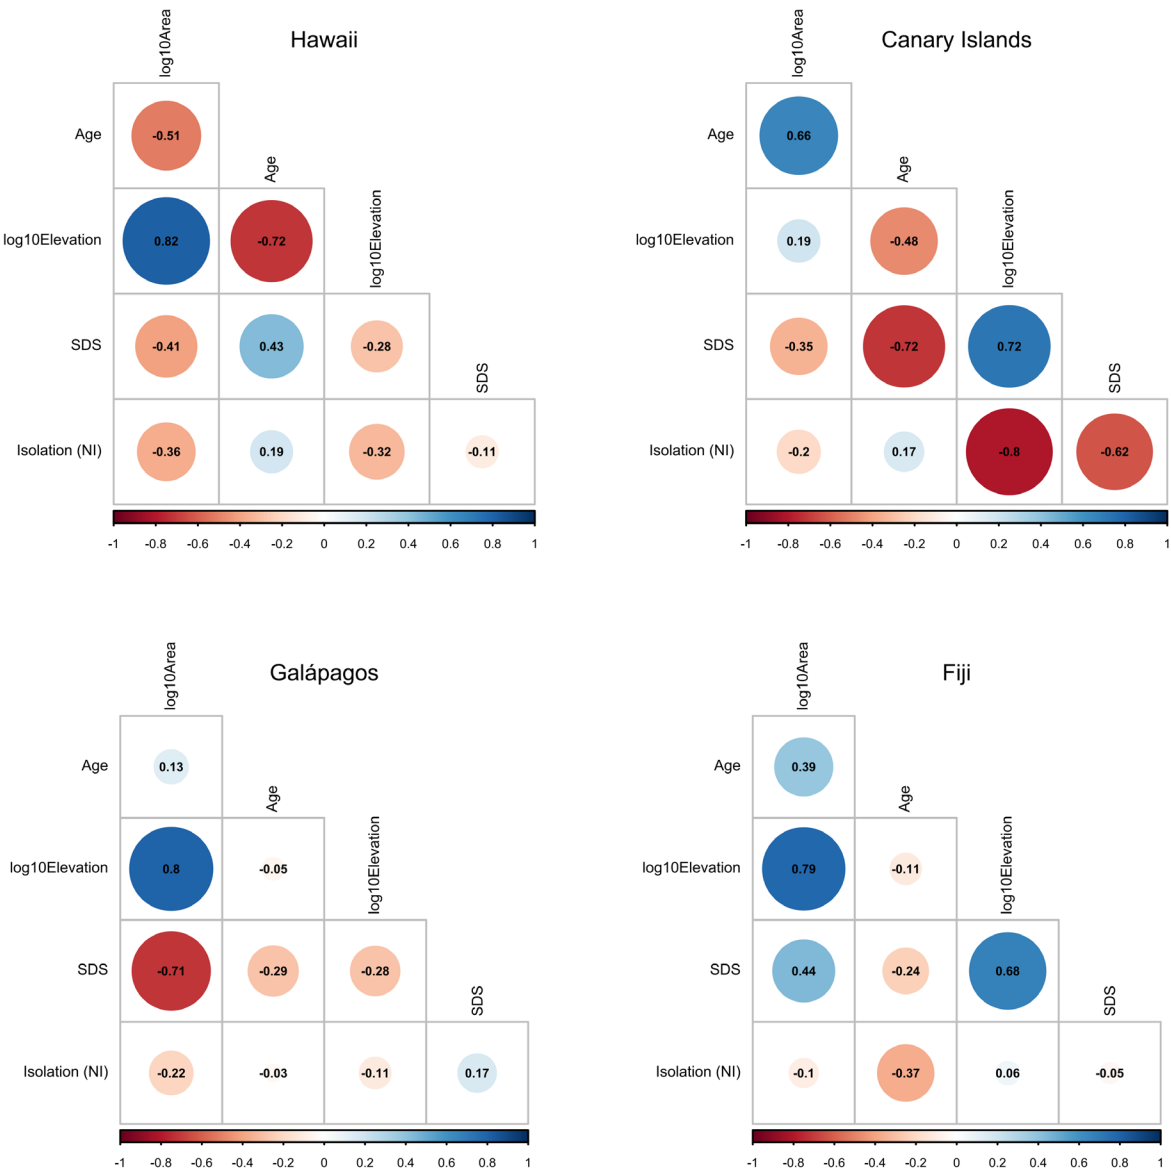 Hawaii
log10Area
Age -0.51
Age
log10Elevation 0.82 -0.72
log10Elevation
SDS -0.41 0.43 -0.28
SDS
Isolation (NI) -0.36 0.19 -0.32 -0.11
-1 -0.8 -0.6 -0.4 -0.2 0 0.2 0.4 0.6 0.8 1
Canary Islands
log10Area
Age 0.66
Age
log10Elevation 0.19 -0.48
log10Elevation
SDS -0.35 -0.72 0.72
SDS
Isolation (NI) -0.2 0.17 -0.8 -0.62
-1 -0.8 -0.6 -0.4 -0.2 0 0.2 0.4 0.6 0.8 1
Galápagos
log10Area
Age 0.13
Age
log10Elevation 0.8 -0.05
log10Elevation
SDS -0.71 -0.29 -0.28
SDS
Isolation (NI) -0.22 -0.03 -0.11 0.17
-1 -0.8 -0.6 -0.4 -0.2 0 0.2 0.4 0.6 0.8 1
Fiji
log10Area
Age 0.39
Age
log10Elevation 0.79 -0.11
log10Elevation
SDS 0.44 -0.24 0.68
SDS
Isolation (NI) -0.1 -0.37 0.06 -0.05
-1 -0.8 -0.6 -0.4 -0.2 0 0.2 0.4 0.6 0.8 1